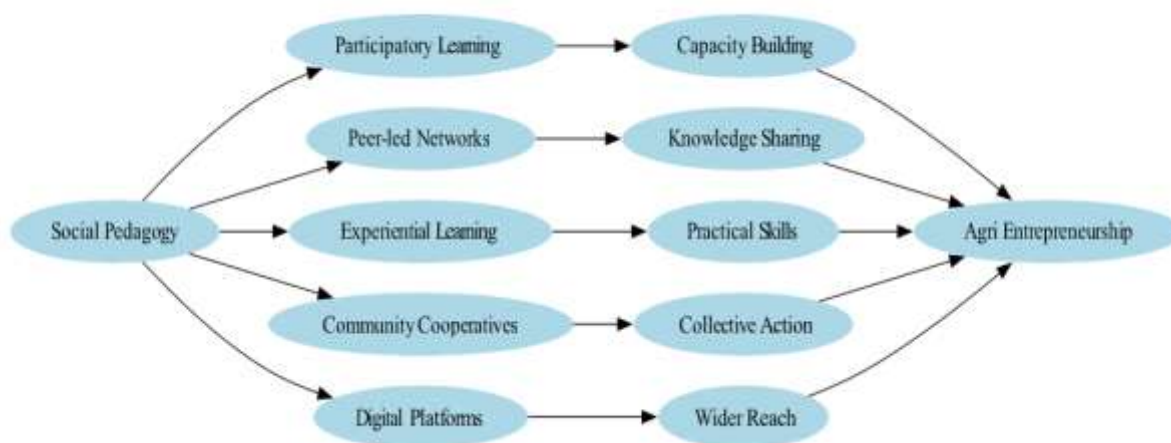 Participatory Learning
Capacity Building
Peer-led Networks
Knowledge Sharing
Social Pedagogy
Experiential Learning
Practical Skills
Agri Entrepreneurship
Community Cooperatives
Collective Action
Digital Platforms
Wider Reach